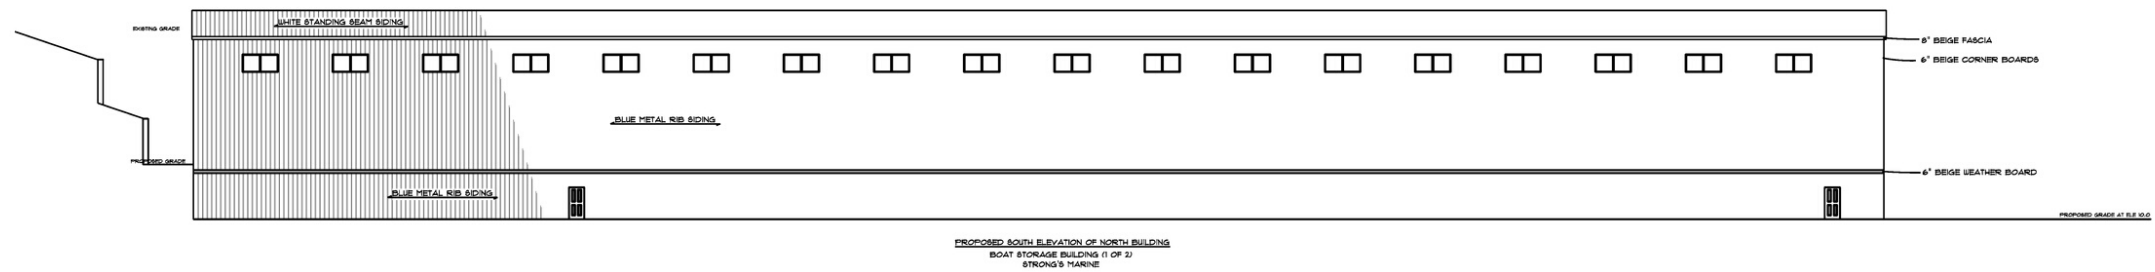 WHITE STANDING SEAM SIDING
EXISTING GRADE
8" BEIGE FASCIA
6" BEIGE CORNER BOARDS
BLUE METAL RIB SIDING
PROPOSED GRADE
6" BEIGE WEATHER BOARD
BLUE METAL RIB SIDING
PROPOSED GRADE AT ELE 10.0
PROPOSED SOUTH ELEVATION OF NORTH BUILDING
BOAT STORAGE BUILDING (1 OF 2)
STRONG'S MARINE